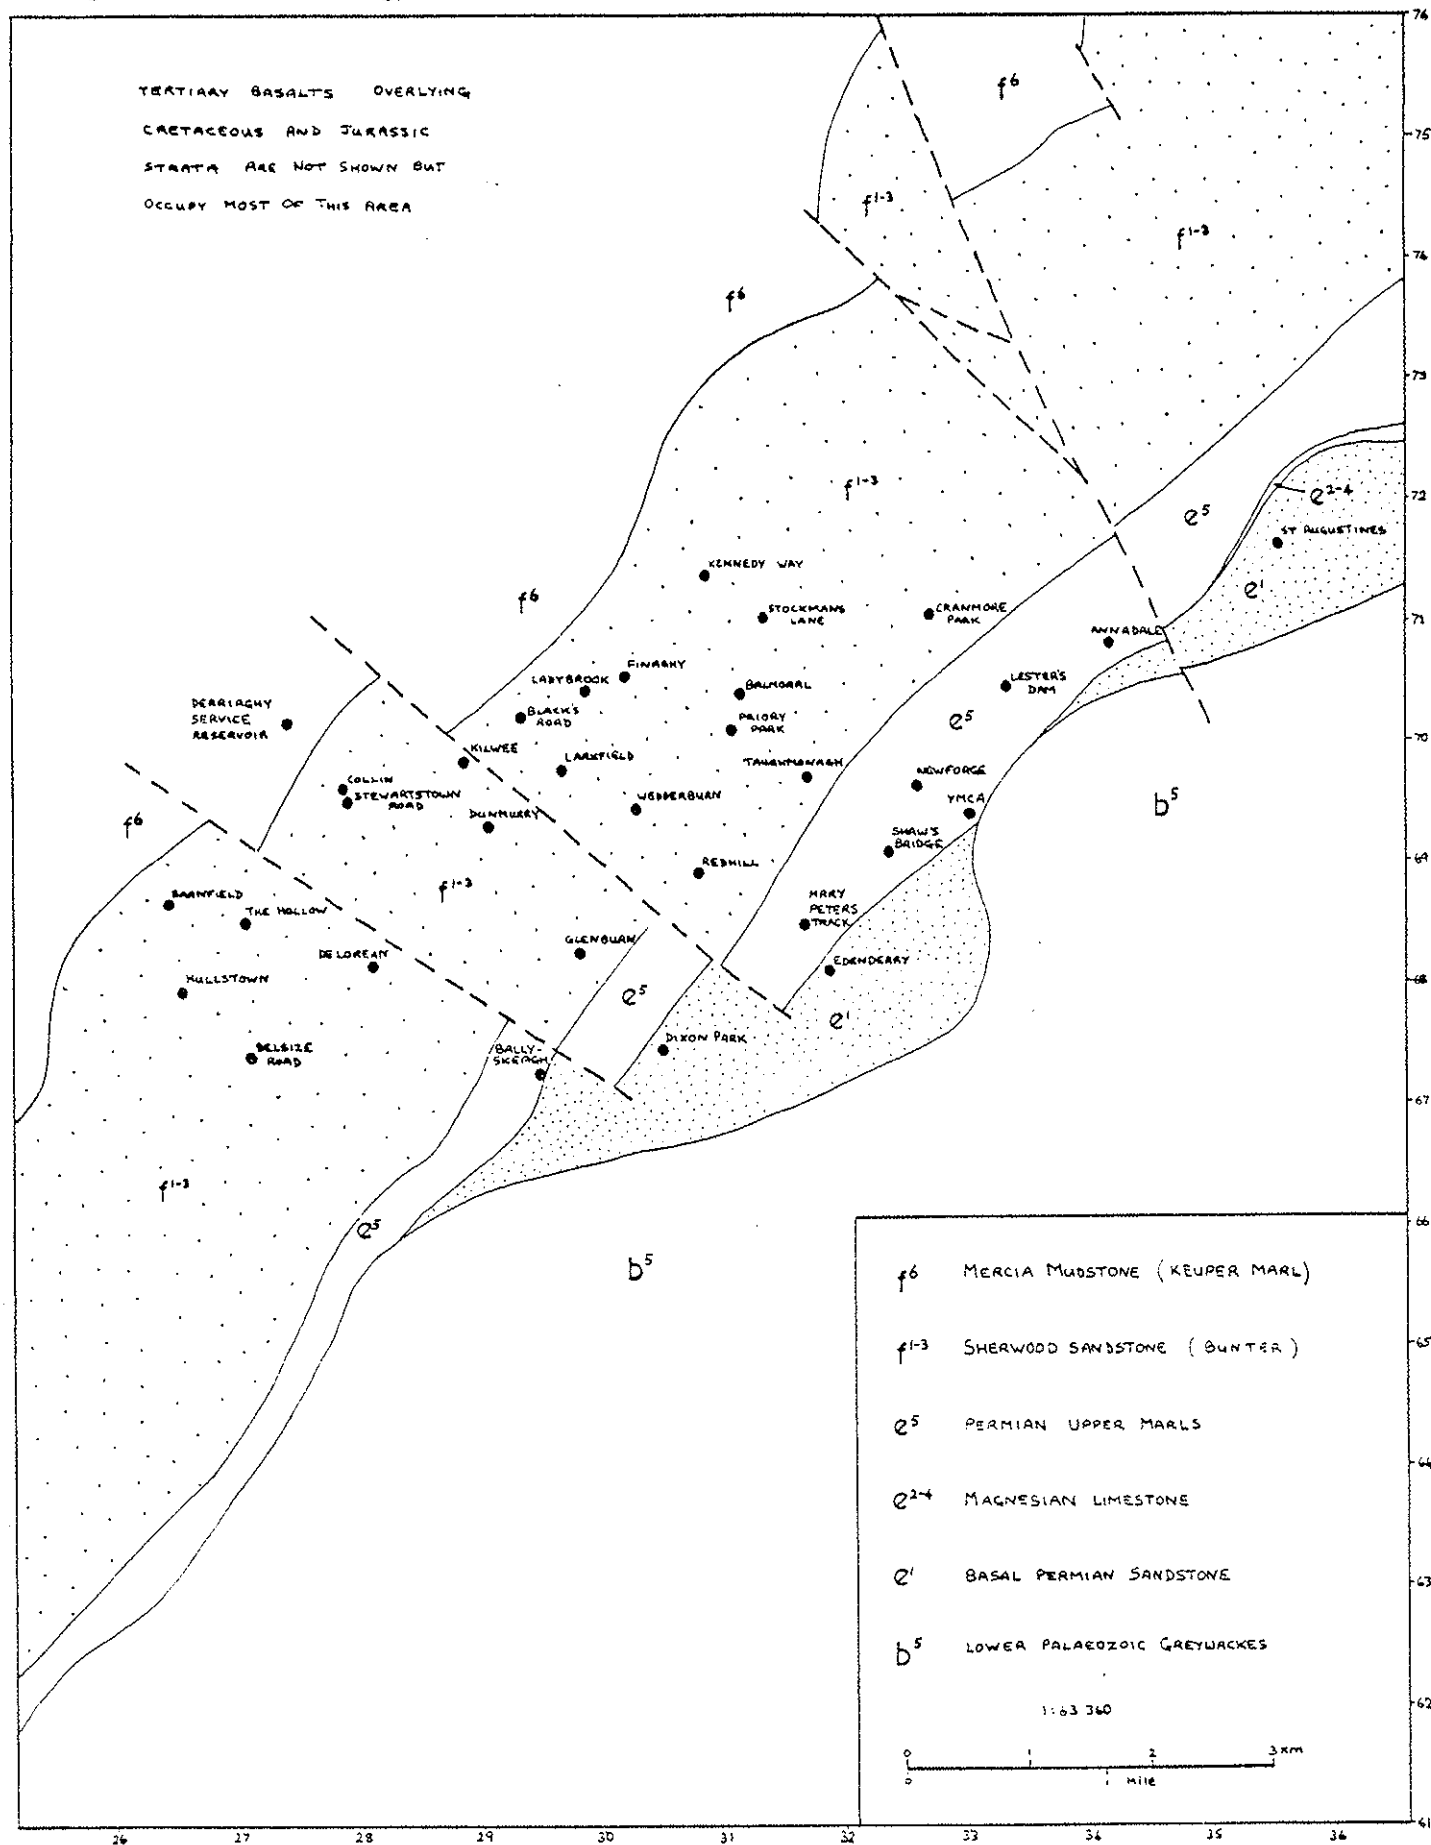 TERTIARY BASALTS OVERLYING
CRETACEOUS AND JURASSIC
STRATA ARE NOT SHOWN BUT
OCCUPY MOST OF THIS AREA
76
f6
75
f1-3
f1-3
74
f6
73
f1-3
72
e2-4
e5
ST AUGUSTINES
KENNEDY WAY
f6
e1
STOCKMANS
LANE
CRANMORE
PARK
71
ANNADALE
FINAGHY
LADYBROOK
BALMORAL
LESTER'S
DAM
DERRIAGHY
SERVICE
RESERVOIR
BLACK'S
ROAD
PRIORY
PARK
e5
70
KILWEE
LARKFIELD
TAUGHMONAGH
COLLIN
STEWARTSTOWN
ROAD
NEWFORGE
YMCA
b5
f6
DUNMURRY
WEDDERBURN
SHAW'S
BRIDGE
69
REDHILL
BARNFIELD
f1-3
THE HOLLOW
MARY
PETERS
TRACK
GLENBURN
DELOREAN
EDENDERRY
68
HULLSTOWN
e5
e1
DIXON PARK
BELSIZE
ROAD
BALLY-
SKEAGH
67
f1-3
e5
66
b5
f6 MERCIA MUDSTONE (KEUPER MARL)
65
f1-3 SHERWOOD SANDSTONE (BUNTER)
e5 PERMIAN UPPER MARLS
64
e2-4 MAGNESIAN LIMESTONE
e1 BASAL PERMIAN SANDSTONE
63
b5 LOWER PALAEOZOIC GREYWACKES
1:63 360
62
0 1 2 3 KM
0 1 MILE
61
26 27 28 29 30 31 32 33 34 35 36